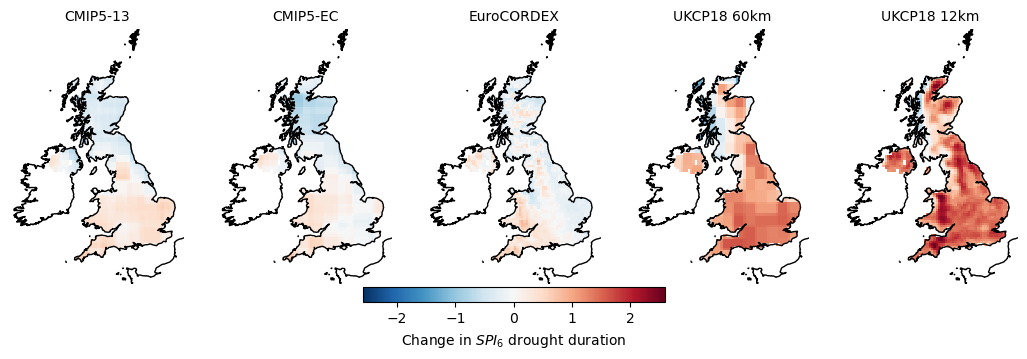 CMIP5-13 CMIP5-EC EuroCORDEX UKCP18 60km UKCP18 12km
−2 −1 0 1 2
Change in SPI₆ drought duration